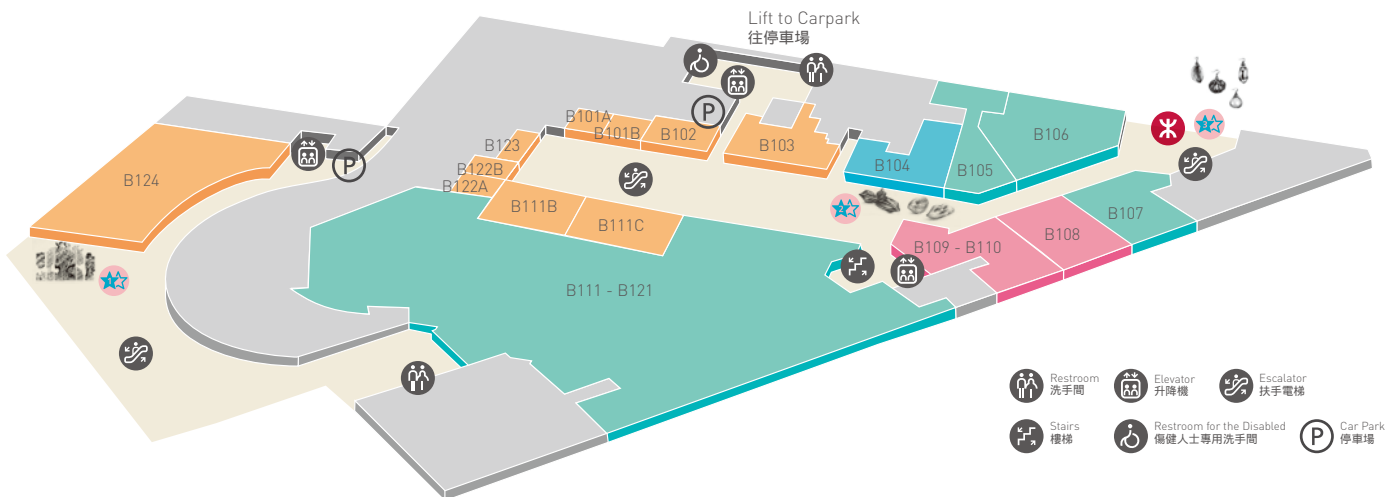 Lift to Carpark
往停車場
P
B101A
B101B
B102
B103
B104
B105
B106
B123
B122B
B122A
B124
P
B111B
B111C
B107
B108
B109 - B110
B111 - B121
3
2
1
Restroom
洗手間
Elevator
升降機
Escalator
扶手電梯
Stairs
樓梯
Restroom for the Disabled
傷健人士專用洗手間
P
Car Park
停車場